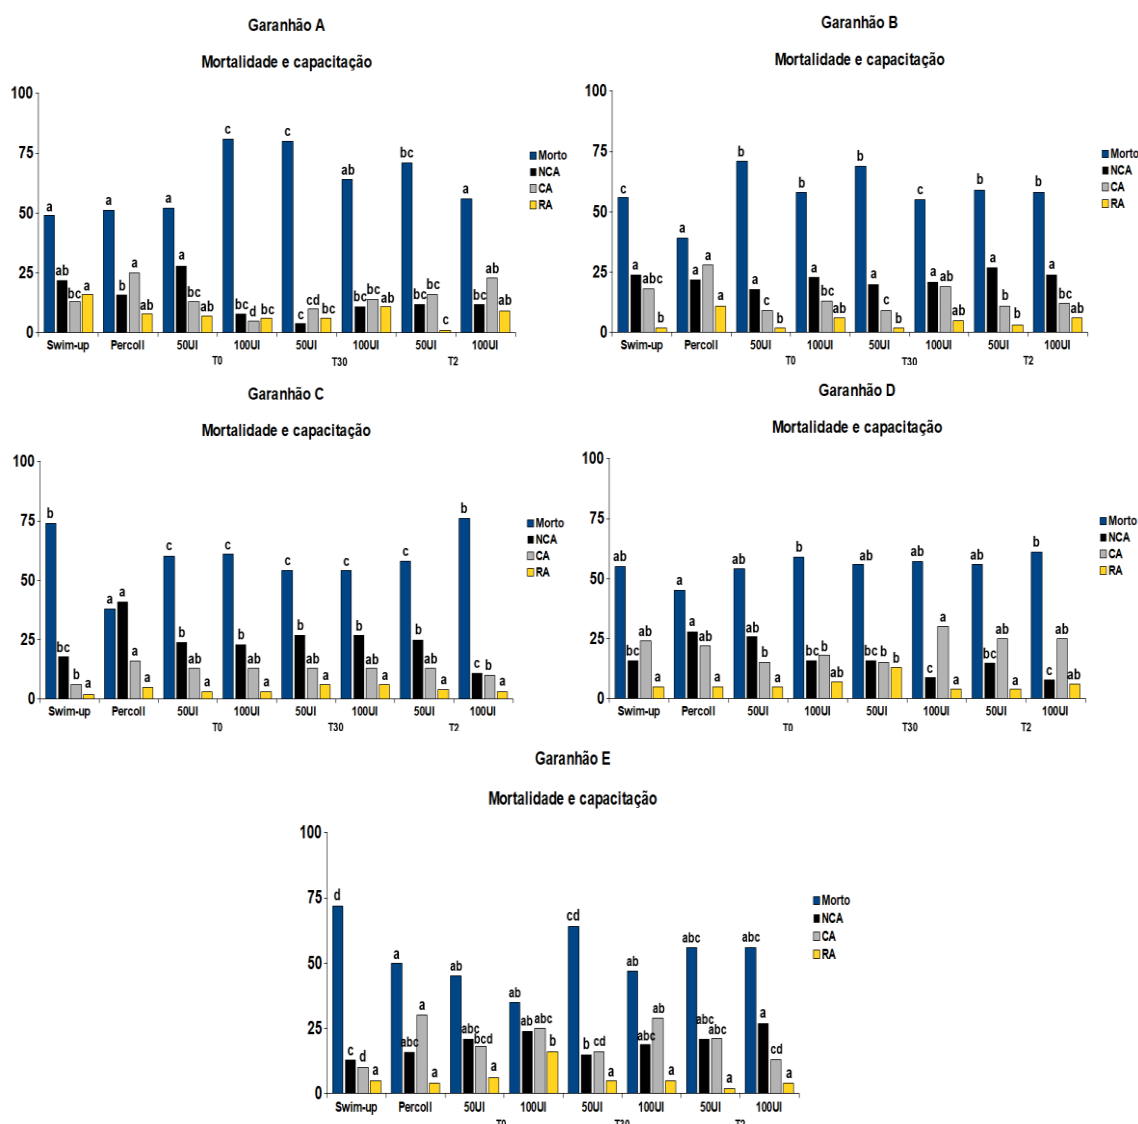 Garanhão A
Mortalidade e capacitação
100
75
50
25
0
a a a c c ab bc a
ab bc a b a ab a bc ab bc d bc c cd bc bc bc ab bc bc c bc ab ab
Morto
NCA
CA
RA
Swim-up Percoll 50UI 100UI 50UI 100UI 50UI 100UI
T0 T30 T2
Garanhão B
Mortalidade e capacitação
100
75
50
25
0
c a b b b c b b
a abc b a a a a c b a bc ab a c b a ab ab a b b a bc ab
Morto
NCA
CA
RA
Swim-up Percoll 50UI 100UI 50UI 100UI 50UI 100UI
T0 T30 T2
Garanhão C
Mortalidade e capacitação
100
75
50
25
0
b a c c c c c b
bc b a a a a b ab a b ab a b ab a b ab a b ab a c b a
Morto
NCA
CA
RA
Swim-up Percoll 50UI 100UI 50UI 100UI 50UI 100UI
T0 T30 T2
Garanhão D
Mortalidade e capacitação
100
75
50
25
0
ab a ab b ab ab ab b
bc ab a a ab a ab b a bc b ab bc b b c a a bc ab a c ab ab
Morto
NCA
CA
RA
Swim-up Percoll 50UI 100UI 50UI 100UI 50UI 100UI
T0 T30 T2
Garanhão E
Mortalidade e capacitação
100
75
50
25
0
d a ab ab cd ab abc abc
c d a abc a a abc bcd a ab abc b b ab a abc ab a abc abc a a cd a
Morto
NCA
CA
RA
Swim-up Percoll 50UI 100UI 50UI 100UI 50UI 100UI
T0 T30 T2